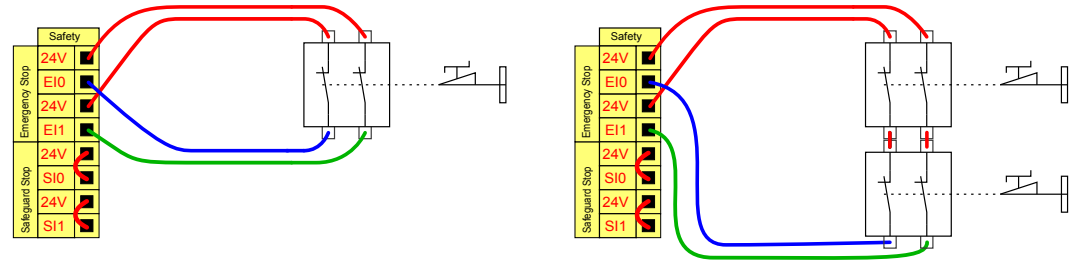 Safety
Emergency Stop
24V
EI0
24V
EI1
Safeguard Stop
24V
SI0
24V
SI1
Safety
Emergency Stop
24V
EI0
24V
EI1
Safeguard Stop
24V
SI0
24V
SI1